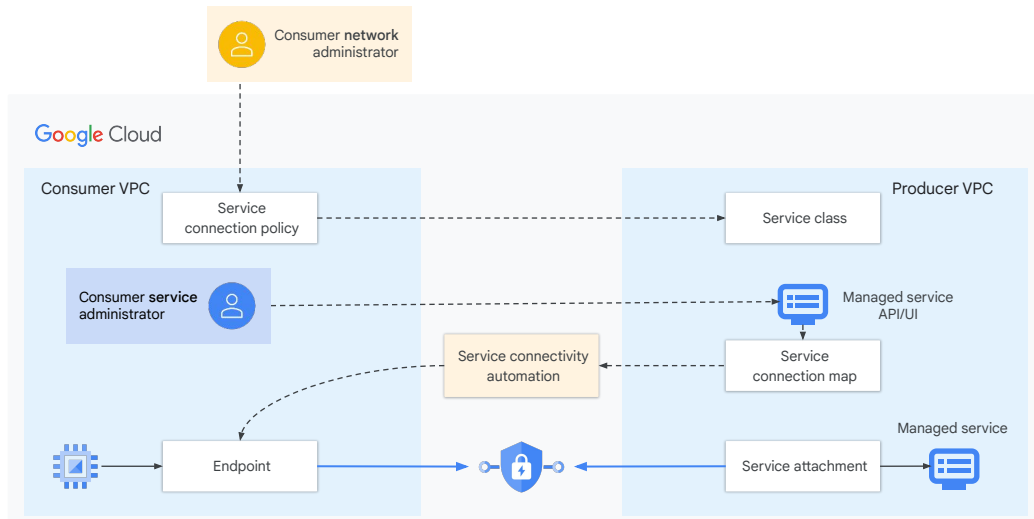 Consumer network
administrator
Google Cloud
Consumer VPC
Producer VPC
Service
connection policy
Service class
Consumer service
administrator
Managed service
API/UI
Service connectivity
automation
Service
connection map
Managed service
Endpoint
Service attachment